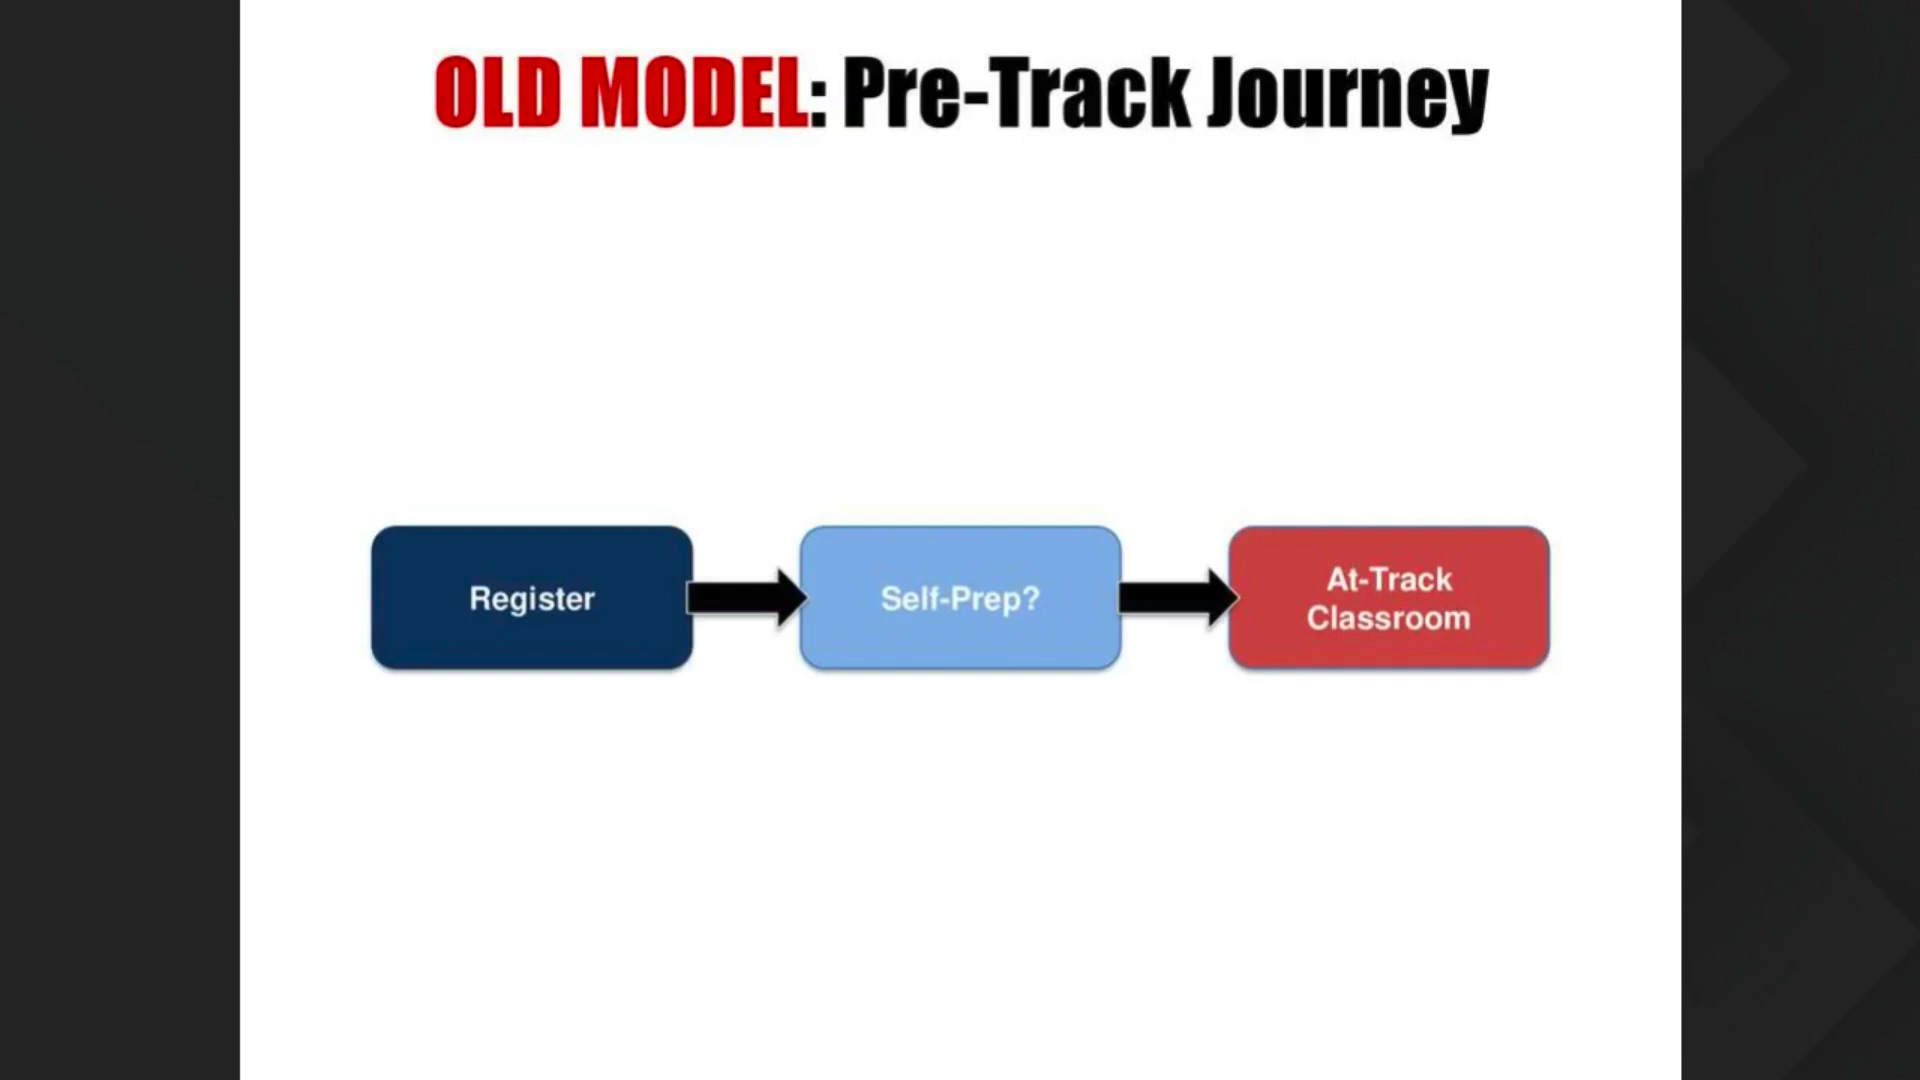 OLD MODEL: Pre-Track Journey
Register
Self-Prep?
At-Track
Classroom